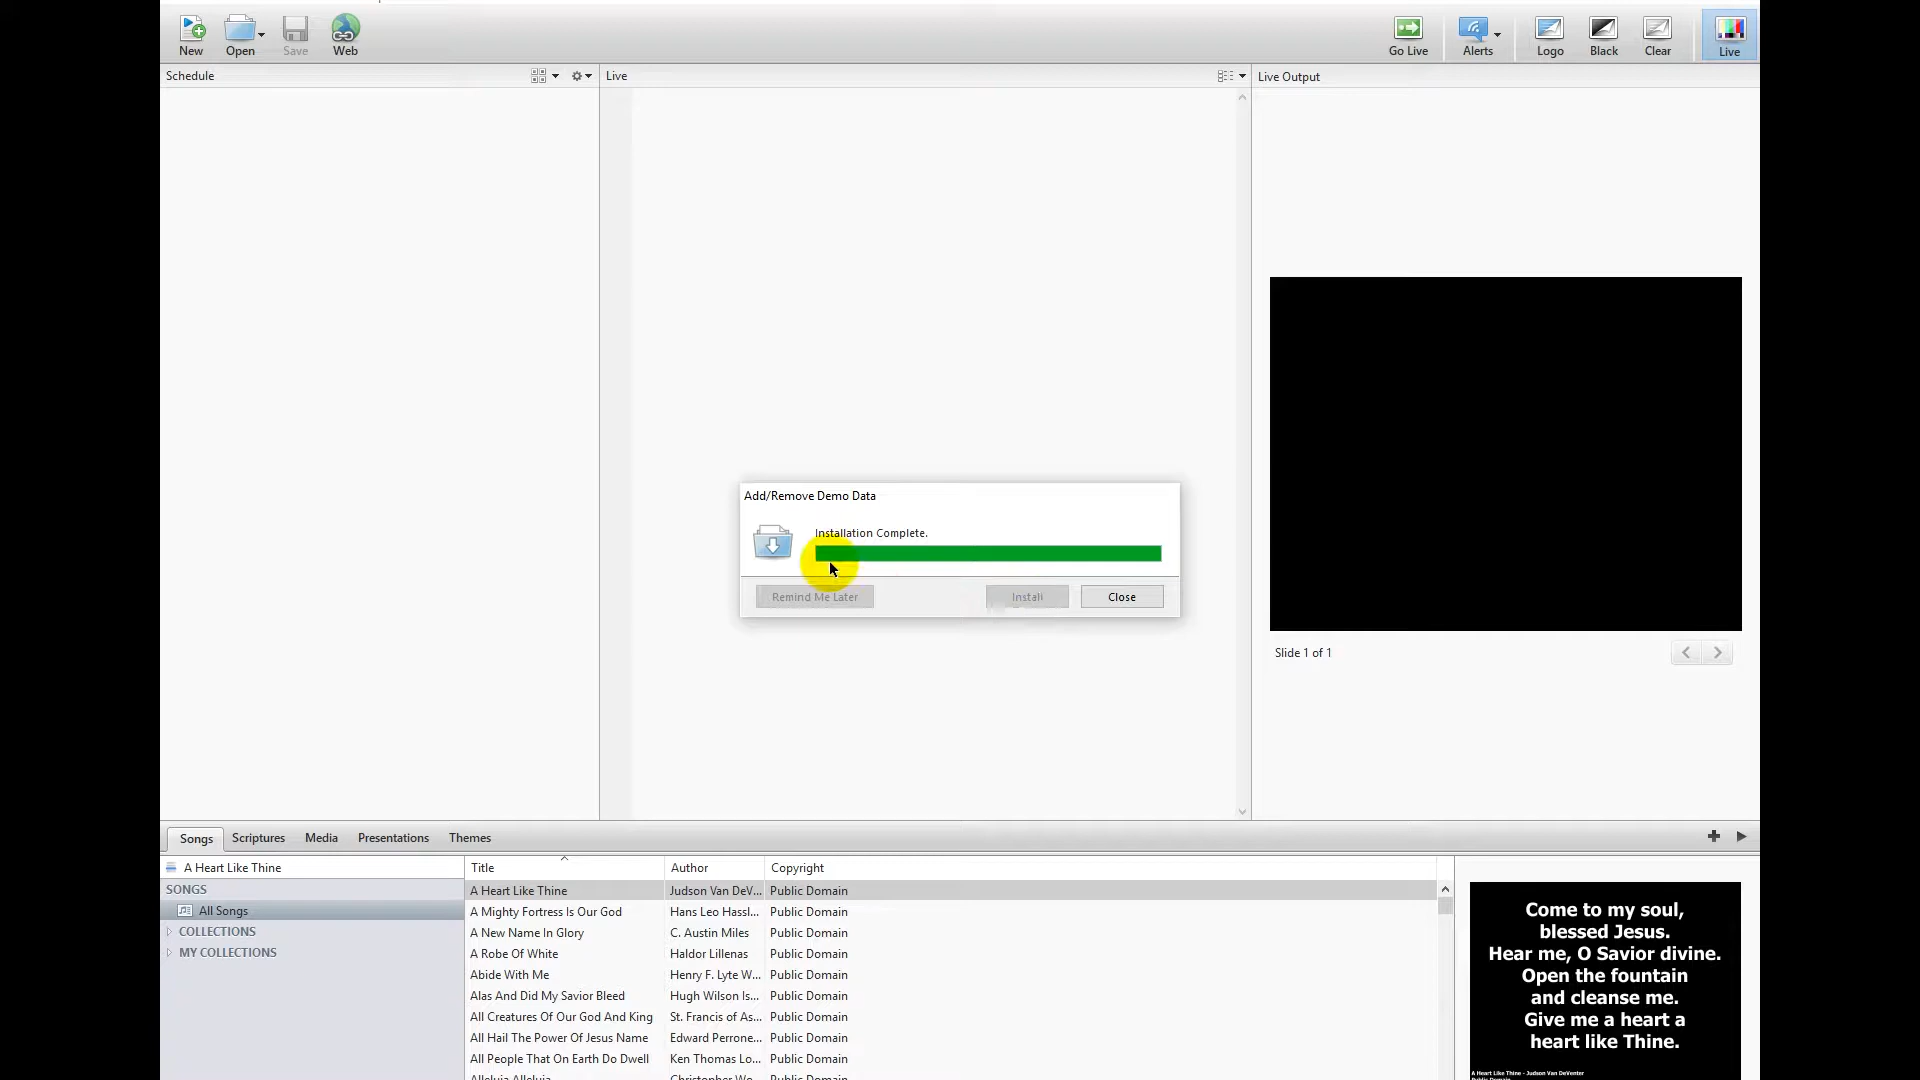 New Open Save Web Go Live Alerts Logo Black Clear Live
Schedule Live Live Output
Add/Remove Demo Data
Installation Complete.
Remind Me Later Install Close
Slide 1 of 1
Songs Scriptures Media Presentations Themes
A Heart Like Thine
SONGS
All Songs
COLLECTIONS
MY COLLECTIONS
Title Author Copyright
A Heart Like Thine Judson Van DeV... Public Domain
A Mighty Fortress Is Our God Hans Leo Hassl... Public Domain
A New Name In Glory C. Austin Miles Public Domain
A Robe Of White Haldor Lillenas Public Domain
Abide With Me Henry F. Lyte W... Public Domain
Alas And Did My Savior Bleed Hugh Wilson Is... Public Domain
All Creatures Of Our God And King St. Francis of As... Public Domain
All Hail The Power Of Jesus Name Edward Perrone... Public Domain
All People That On Earth Do Dwell Ken Thomas Lo... Public Domain
Come to my soul,
blessed Jesus.
Hear me, O Savior divine.
Open the fountain
and cleanse me.
Give me a heart a
heart like Thine.
A Heart Like Thine - Judson Van DeVenter